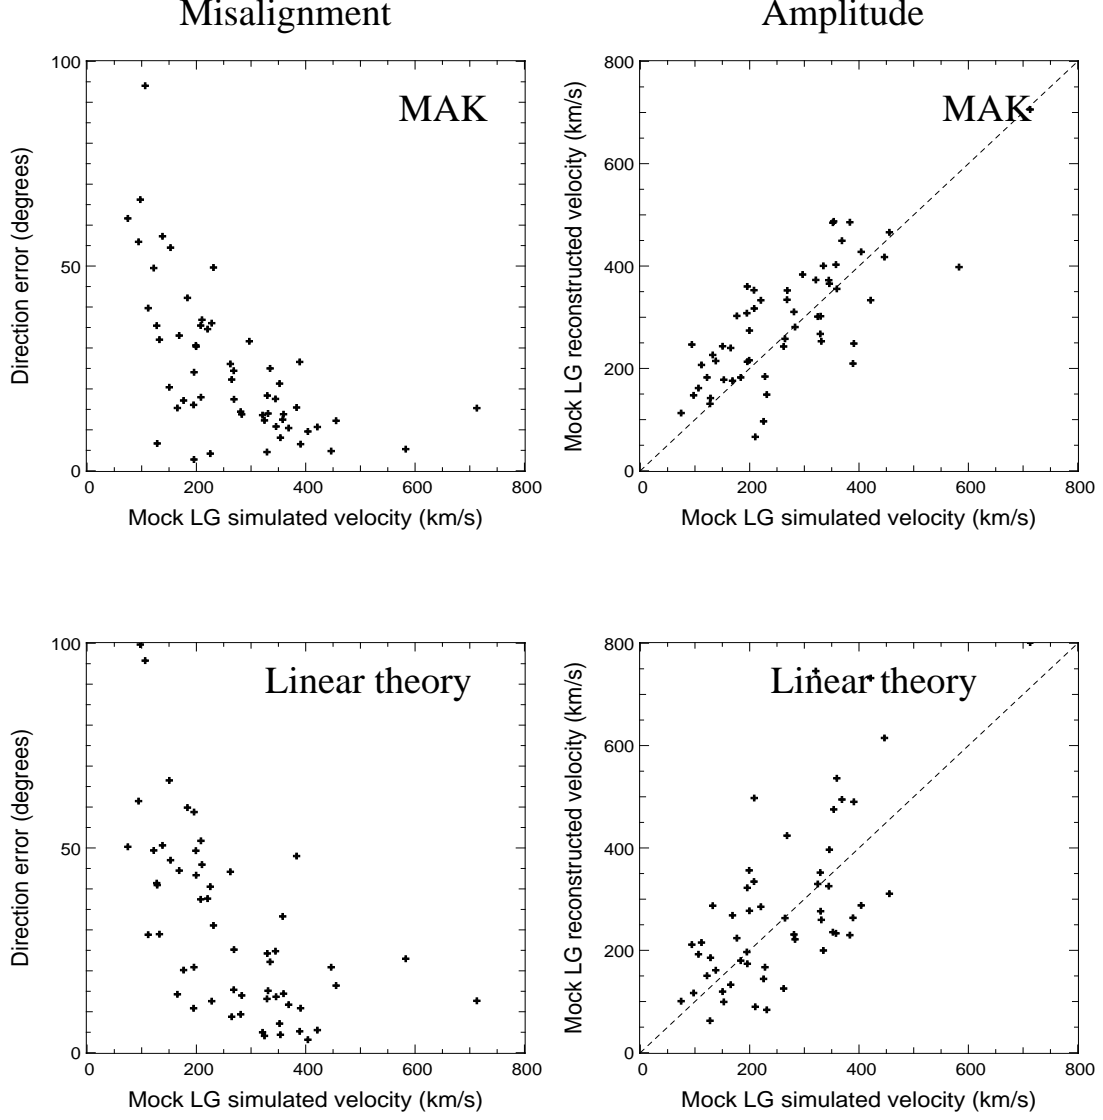 Misalignment
Amplitude
MAK
Direction error (degrees)
100
50
0
0 200 400 600 800
Mock LG simulated velocity (km/s)
MAK
Mock LG reconstructed velocity (km/s)
800
600
400
200
0
0 200 400 600 800
Mock LG simulated velocity (km/s)
Linear theory
Direction error (degrees)
100
50
0
0 200 400 600 800
Mock LG simulated velocity (km/s)
Linear theory
Mock LG reconstructed velocity (km/s)
800
600
400
200
0
0 200 400 600 800
Mock LG simulated velocity (km/s)